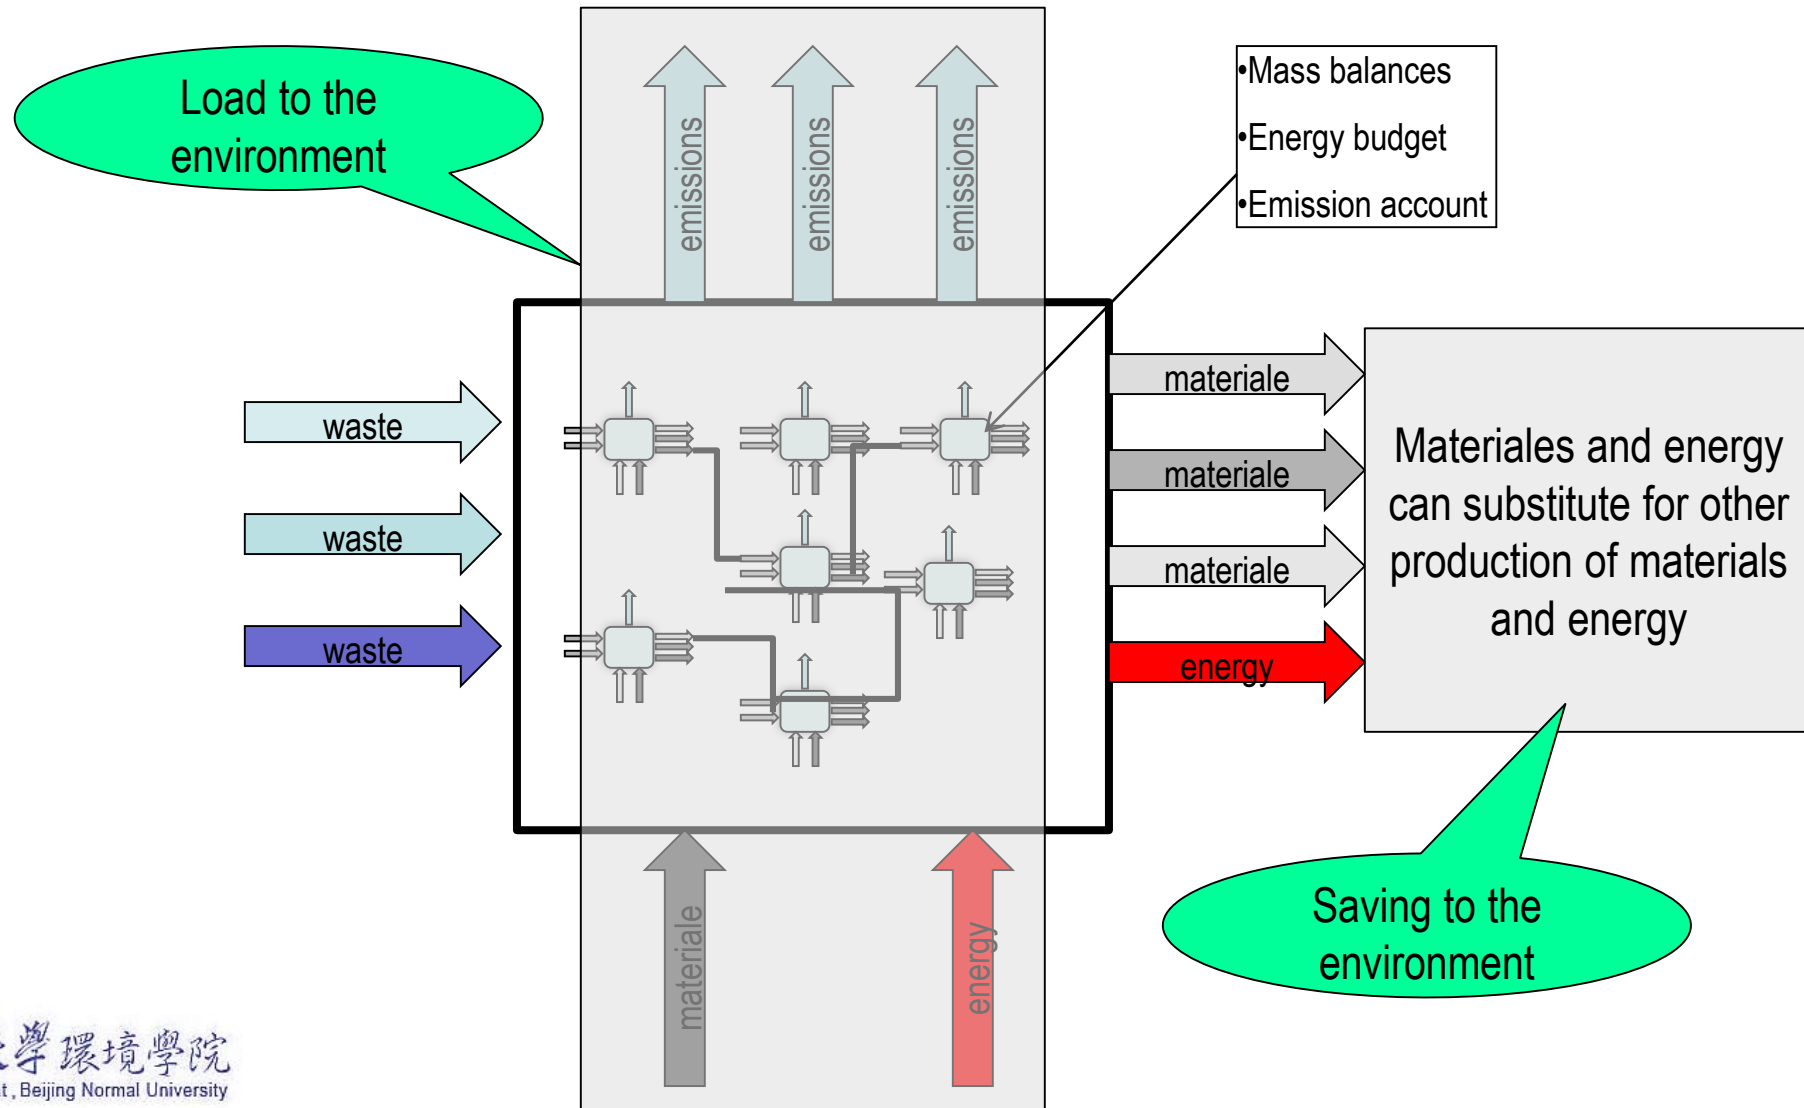 Load to the
environment
emissions
emissions
emissions
•Mass balances
•Energy budget
•Emission account
waste
waste
waste
materiale
materiale
materiale
energy
Materiales and energy
can substitute for other
production of materials
and energy
materiale
energy
Saving to the
environment
學環境學院
, Beijing Normal University